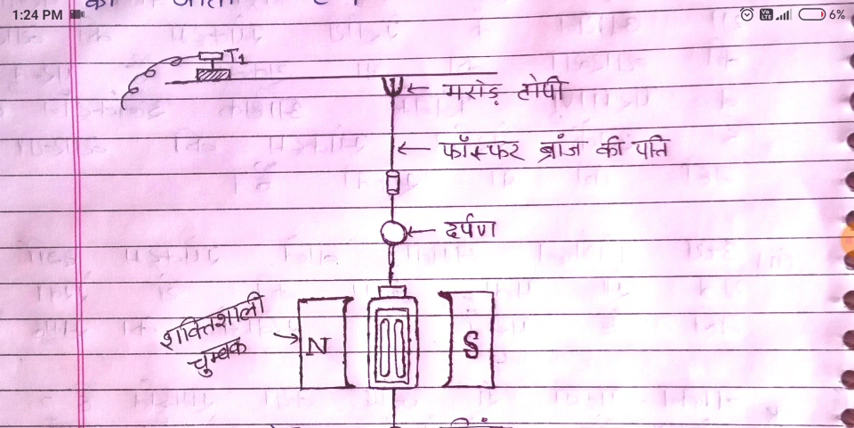 1:24 PM
6%
T1
मरोड़ टोपी
फॉस्फर ब्रांज की पति
दर्पण
शक्तिशाली
चुम्बक
N
S